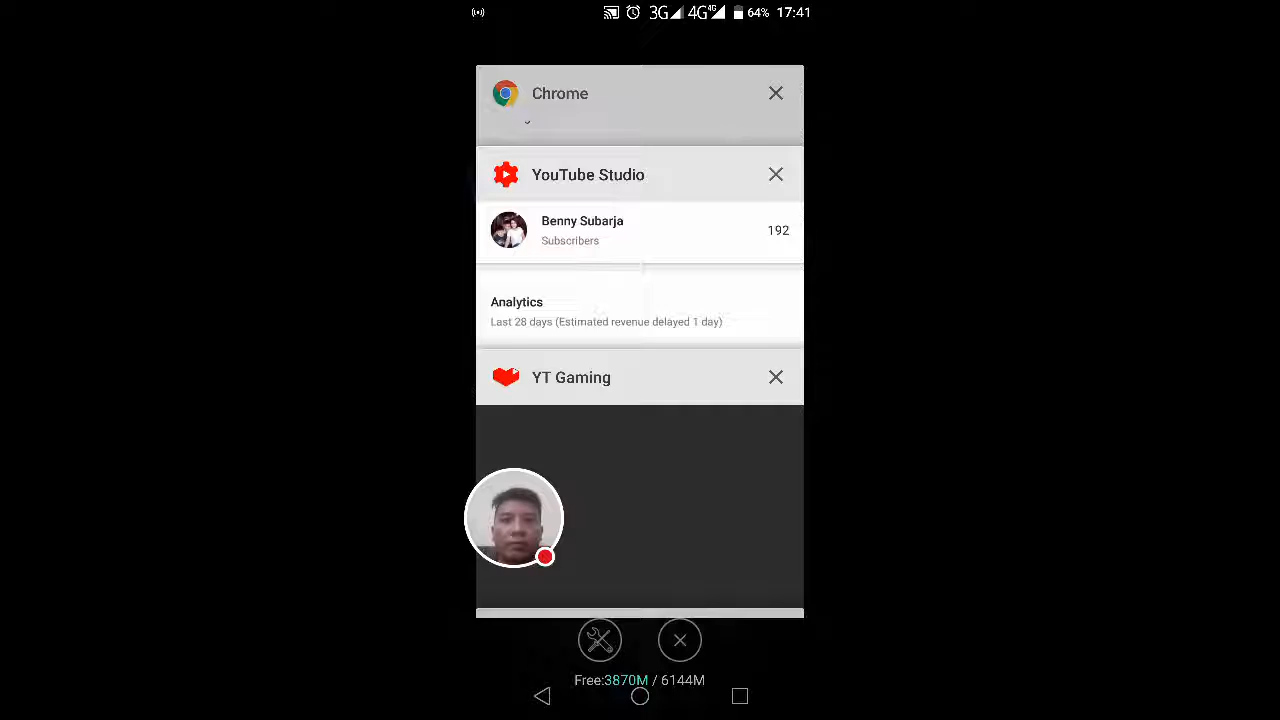 3G 4G 4G 64% 17:41
Chrome
YouTube Studio
Benny Subarja
Subscribers
192
Analytics
Last 28 days (Estimated revenue delayed 1 day)
YT Gaming
Free:3870M / 6144M